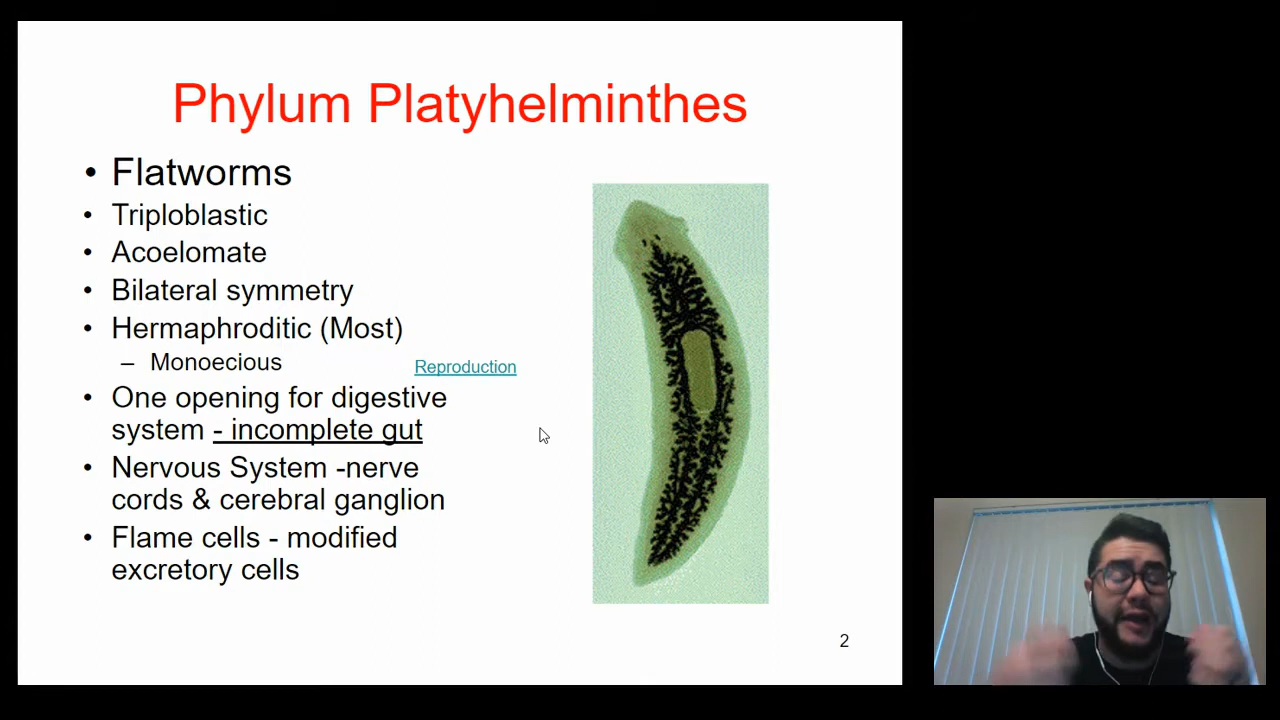 Phylum Platyhelminthes
• Flatworms
• Triploblastic
• Acoelomate
• Bilateral symmetry
• Hermaphroditic (Most)
– Monoecious
Reproduction
• One opening for digestive
system - incomplete gut
• Nervous System -nerve
cords & cerebral ganglion
• Flame cells - modified
excretory cells
2